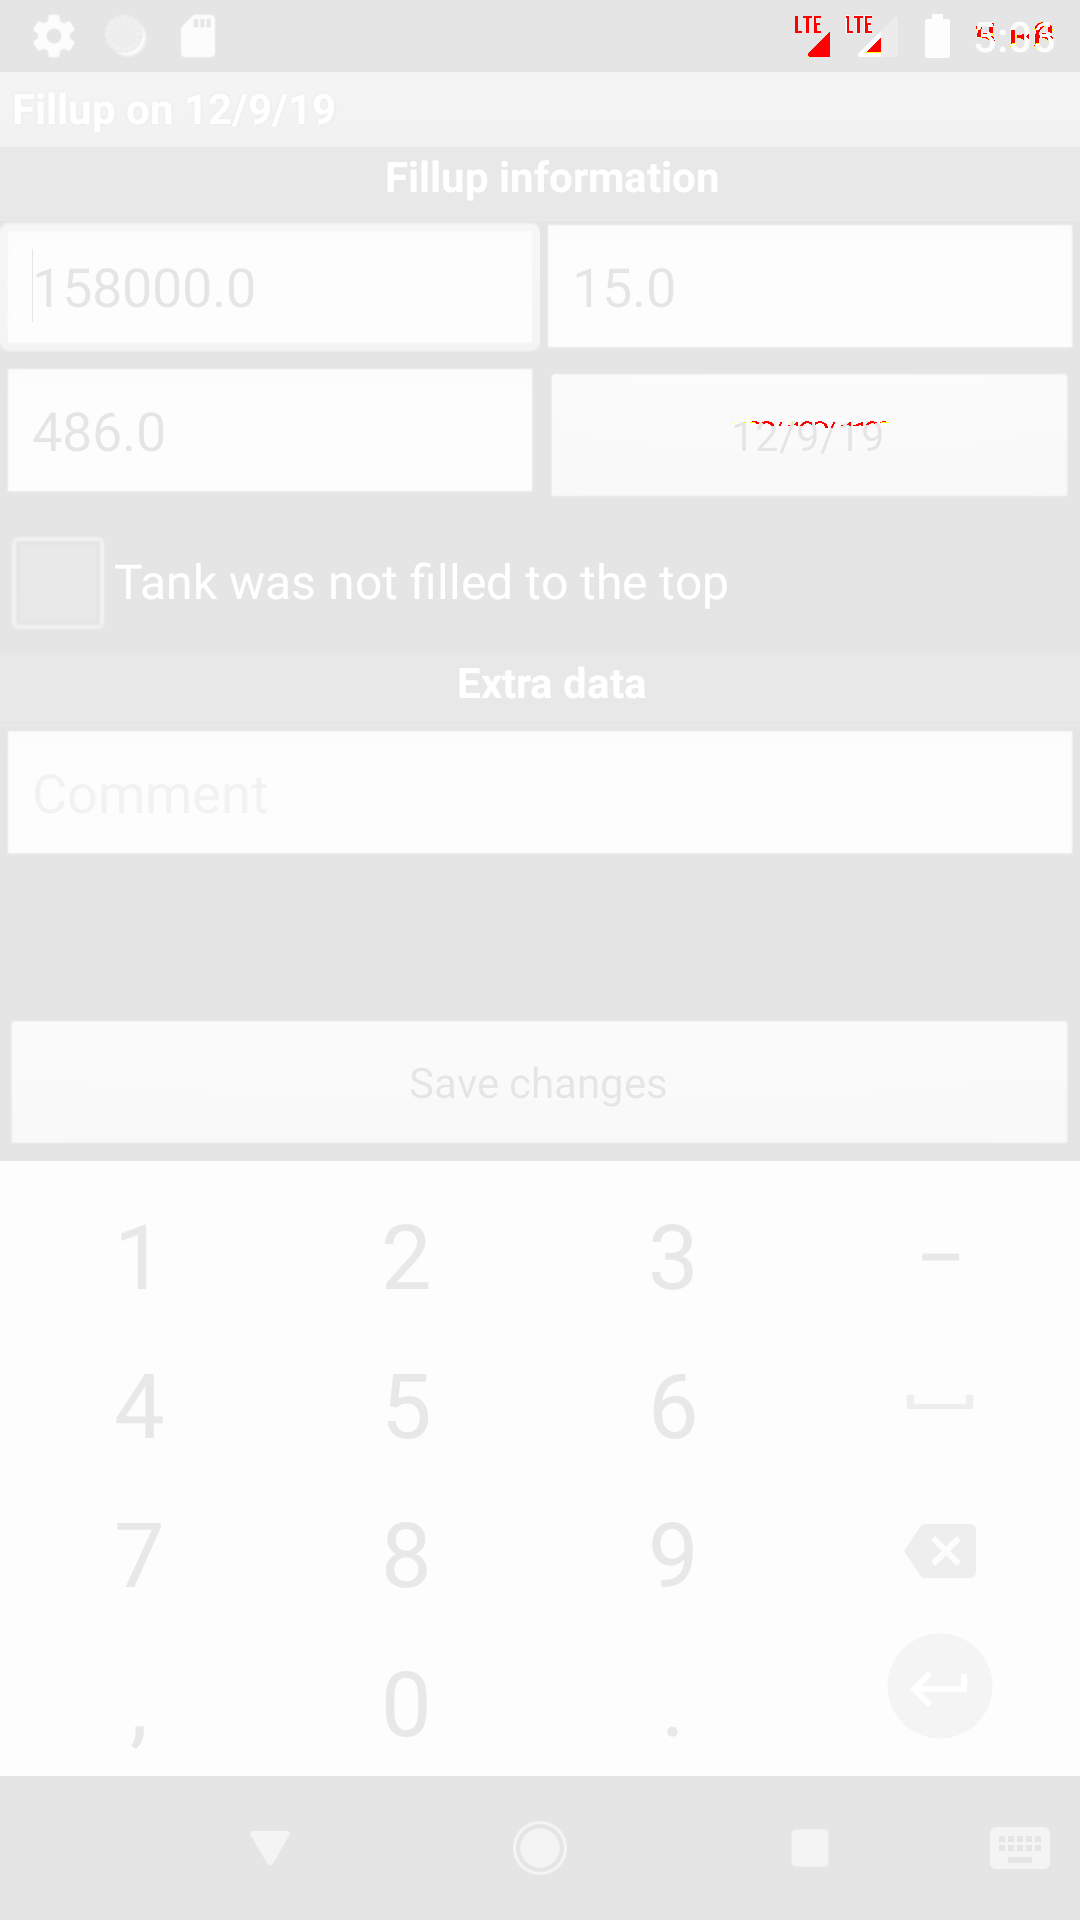 LTE LTE
Fillup on 12/9/19
Fillup information
158000.0 15.0
486.0 12/9/19
Tank was not filled to the top
Extra data
Comment
Save changes
1 2 3 –
4 5 6
7 8 9
, 0 .